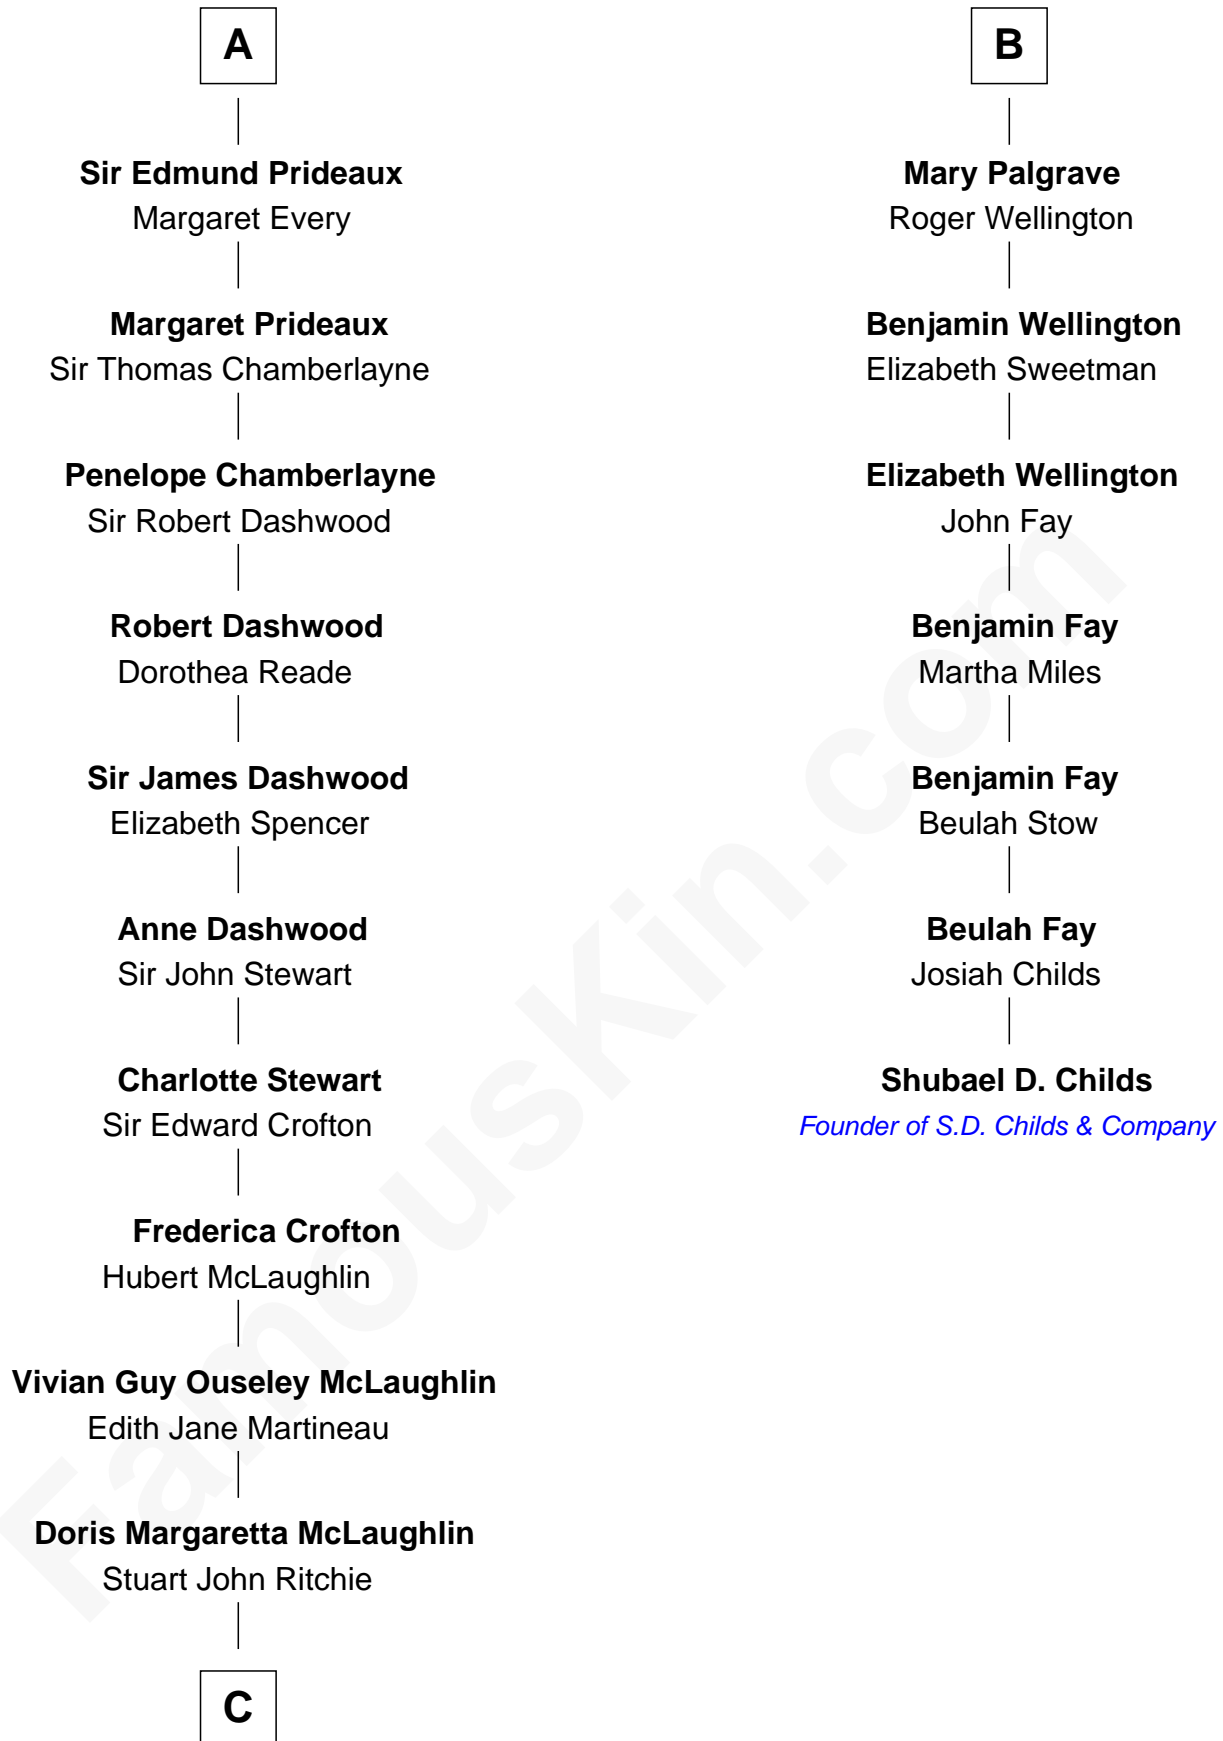 A
Sir Edmund Prideaux
Margaret Every
Margaret Prideaux
Sir Thomas Chamberlayne
Penelope Chamberlayne
Sir Robert Dashwood
Robert Dashwood
Dorothea Reade
Sir James Dashwood
Elizabeth Spencer
Anne Dashwood
Sir John Stewart
Charlotte Stewart
Sir Edward Crofton
Frederica Crofton
Hubert McLaughlin
Vivian Guy Ouseley McLaughlin
Edith Jane Martineau
Doris Margaretta McLaughlin
Stuart John Ritchie
C
B
Mary Palgrave
Roger Wellington
Benjamin Wellington
Elizabeth Sweetman
Elizabeth Wellington
John Fay
Benjamin Fay
Martha Miles
Benjamin Fay
Beulah Stow
Beulah Fay
Josiah Childs
Shubael D. Childs
Founder of S.D. Childs & Company
FamousKin.com